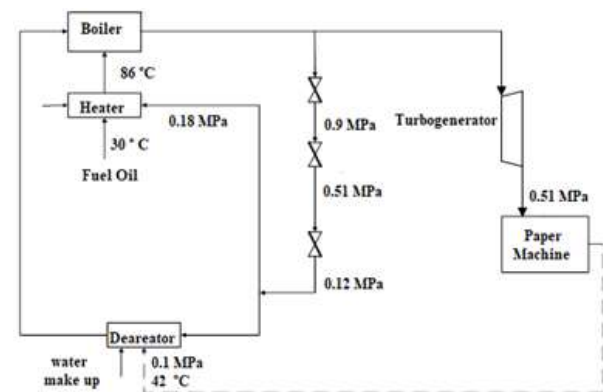 Boiler
86 °C
Heater
0.18 MPa
30 ° C
Fuel Oil
0.9 MPa
Turbogenerator
0.51 MPa
0.51 MPa
Paper
Machine
0.12 MPa
Deareator
water
make up
0.1 MPa
42 °C